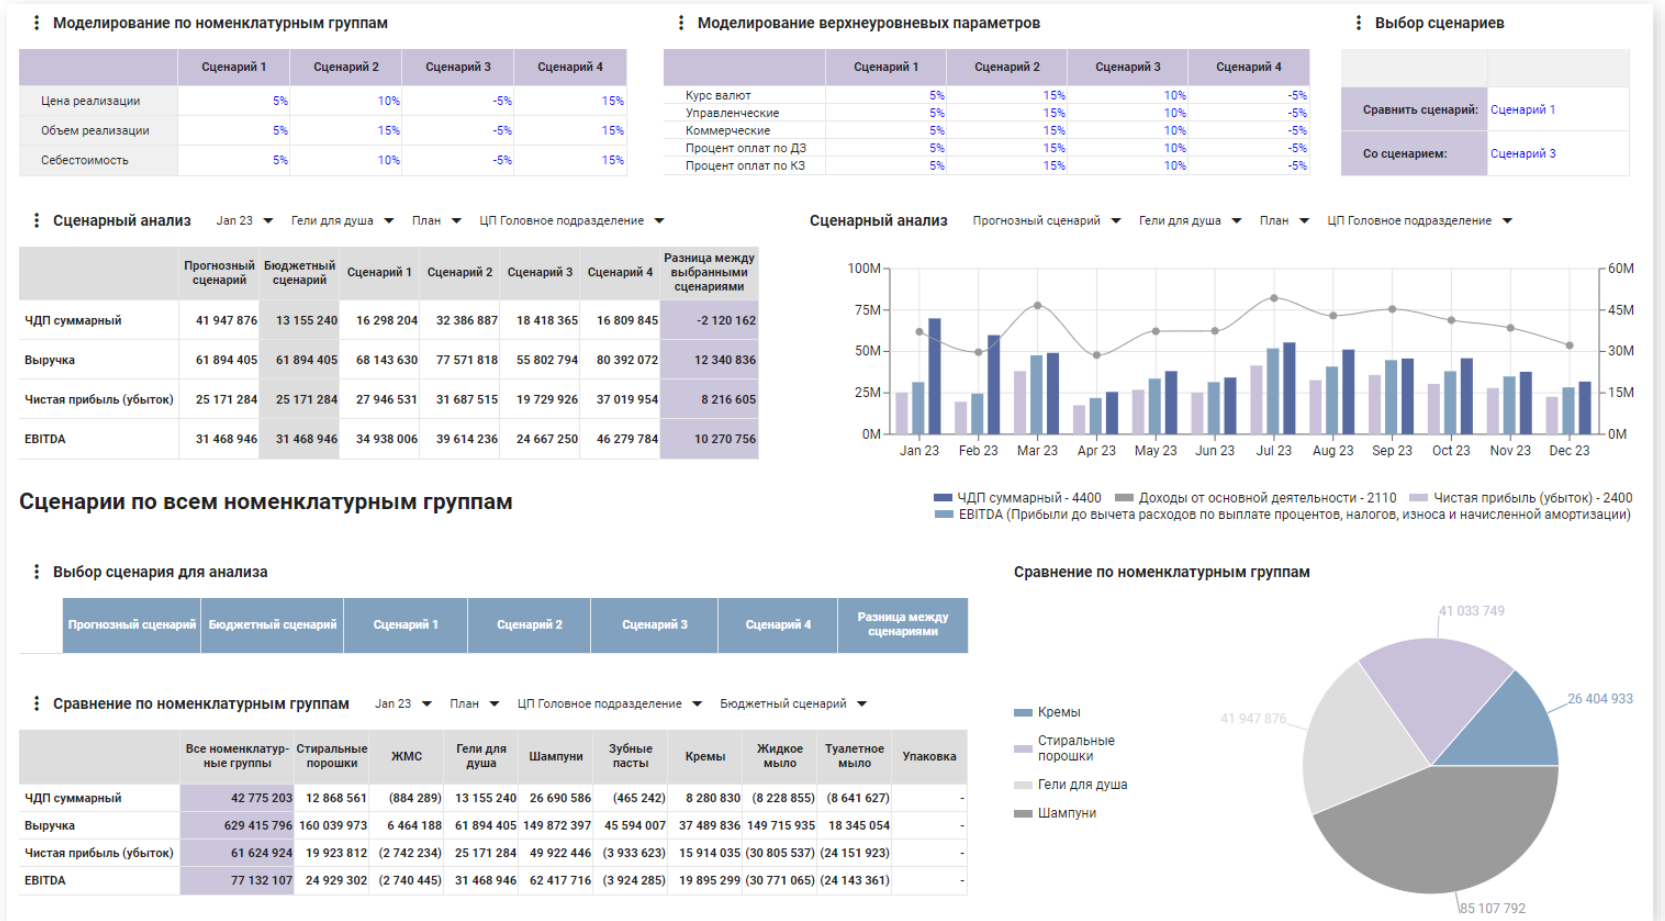 Моделирование по номенклатурным группам
Сценарий 1 Сценарий 2 Сценарий 3 Сценарий 4
Цена реализации 5% 10% -5% 15%
Объем реализации 5% 15% -5% 15%
Себестоимость 5% 10% -5% 15%
Моделирование верхнеуровневых параметров
Сценарий 1 Сценарий 2 Сценарий 3 Сценарий 4
Курс валют 5% 15% 10% -5%
Управленческие 5% 15% 10% -5%
Коммерческие 5% 15% 10% -5%
Процент оплат по ДЗ 5% 15% 10% -5%
Процент оплат по КЗ 5% 15% 10% -5%
Выбор сценариев
Сравнить сценарий: Сценарий 1
Со сценарием: Сценарий 3
Сценарный анализ Jan 23 Гели для душа План ЦП Головное подразделение
Прогнозный сценарий Бюджетный сценарий Сценарий 1 Сценарий 2 Сценарий 3 Сценарий 4 Разница между выбранными сценариями
ЧДП суммарный 41 947 876 13 155 240 16 298 204 32 386 887 18 418 365 16 809 845 -2 120 162
Выручка 61 894 405 61 894 405 68 143 630 77 571 818 55 802 794 80 392 072 12 340 836
Чистая прибыль (убыток) 25 171 284 25 171 284 27 946 531 31 687 515 19 729 926 37 019 954 8 216 605
EBITDA 31 468 946 31 468 946 34 938 006 39 614 236 24 667 250 46 279 784 10 270 756
Сценарный анализ Прогнозный сценарий Гели для душа План ЦП Головное подразделение
100M 60M
75M 45M
50M 30M
25M 15M
0M 0M
Jan 23 Feb 23 Mar 23 Apr 23 May 23 Jun 23 Jul 23 Aug 23 Sep 23 Oct 23 Nov 23 Dec 23
ЧДП суммарный - 4400 Доходы от основной деятельности - 2110 Чистая прибыль (убыток) - 2400
EBITDA (Прибыли до вычета расходов по выплате процентов, налогов, износа и начисленной амортизации)
Сценарии по всем номенклатурным группам
Выбор сценария для анализа
Прогнозный сценарий Бюджетный сценарий Сценарий 1 Сценарий 2 Сценарий 3 Сценарий 4 Разница между сценариями
Сравнение по номенклатурным группам Jan 23 План ЦП Головное подразделение Бюджетный сценарий
Все номенклатур- ные группы Стиральные порошки ЖМС Гели для душа Шампуни Зубные пасты Кремы Жидкое мыло Туалетное мыло Упаковка
ЧДП суммарный 42 775 203 12 868 561 (884 289) 13 155 240 26 690 586 (465 242) 8 280 830 (8 228 855) (8 641 627) -
Выручка 629 415 796 160 039 973 6 464 188 61 894 405 149 872 397 45 594 007 37 489 836 149 715 935 18 345 054 -
Чистая прибыль (убыток) 61 624 924 19 923 812 (2 742 234) 25 171 284 49 922 446 (3 933 623) 15 914 035 (30 805 537) (24 151 923) -
EBITDA 77 132 107 24 929 302 (2 740 445) 31 468 946 62 417 716 (3 924 285) 19 895 299 (30 771 065) (24 143 361) -
Сравнение по номенклатурным группам
41 033 749
26 404 933
41 947 876
85 107 792
Кремы
Стиральные
порошки
Гели для душа
Шампуни